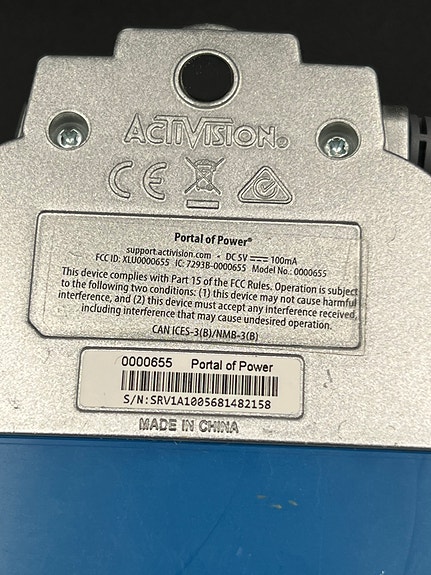 ACTIVISION®
CE
Portal of Power®
support.activision.com • DC 5V ⎓ 100mA
FCC ID: XLU0000655 IC: 7293B-0000655 Model No.: 0000655
This device complies with Part 15 of the FCC Rules. Operation is subject
to the following two conditions: (1) this device may not cause harmful
interference, and (2) this device must accept any interference received,
including interference that may cause undesired operation.
CAN ICES-3(B)/NMB-3(B)
0000655 Portal of Power
S/N:SRV1A1005681482158
MADE IN CHINA